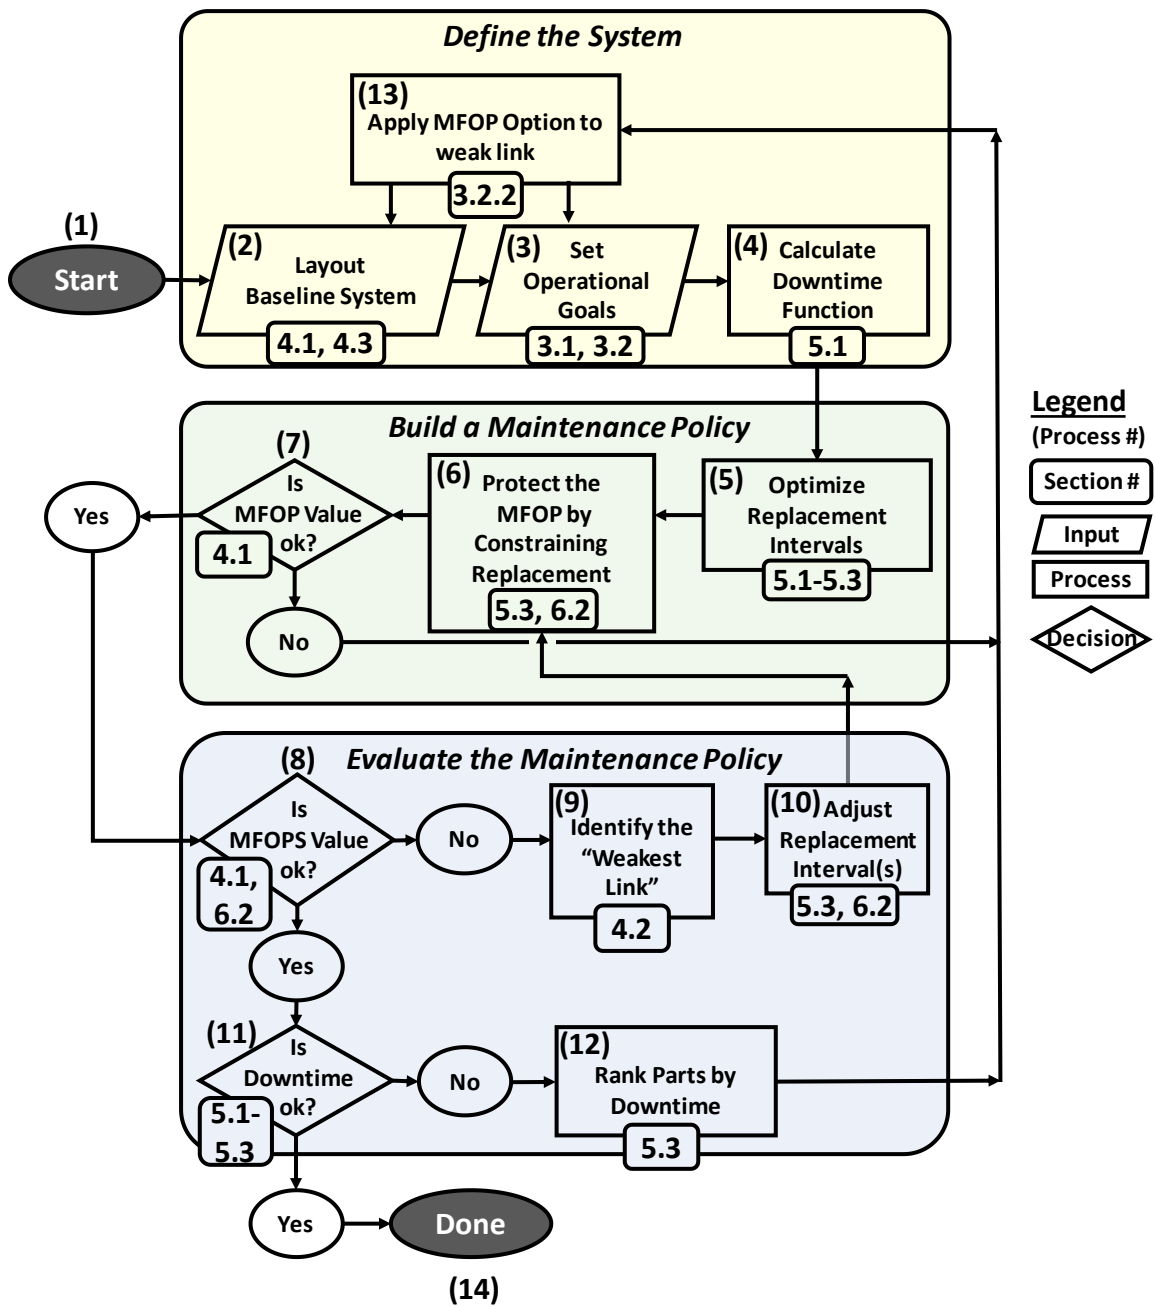 Define the System
(13)
Apply MFOP Option to
weak link
3.2.2
(1)
Start
(2)
Layout
Baseline System
4.1, 4.3
(3)
Set
Operational
Goals
3.1, 3.2
(4)
Calculate
Downtime
Function
5.1
Build a Maintenance Policy
(7)
Is
MFOP Value
ok?
4.1
Yes
No
(6)
Protect the
MFOP by
Constraining
Replacement
5.3, 6.2
(5)
Optimize
Replacement
Intervals
5.1-5.3
Legend
(Process #)
Section #
Input
Process
Decision
Evaluate the Maintenance Policy
(8)
Is
MFOPS Value
ok?
4.1,
6.2
No
(9)
Identify the
“Weakest
Link”
4.2
(10)
Adjust
Replacement
Interval(s)
5.3, 6.2
Yes
(11)
Is
Downtime
ok?
5.1-
5.3
No
(12)
Rank Parts by
Downtime
5.3
Yes
Done
(14)